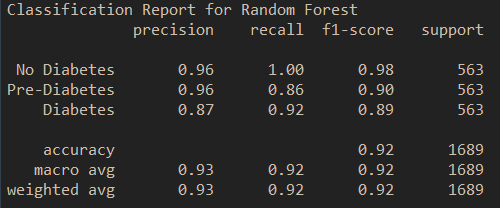 Classification Report for Random Forest
precision recall f1-score support
No Diabetes 0.96 1.00 0.98 563
Pre-Diabetes 0.96 0.86 0.90 563
Diabetes 0.87 0.92 0.89 563
accuracy 0.92 1689
macro avg 0.93 0.92 0.92 1689
weighted avg 0.93 0.92 0.92 1689